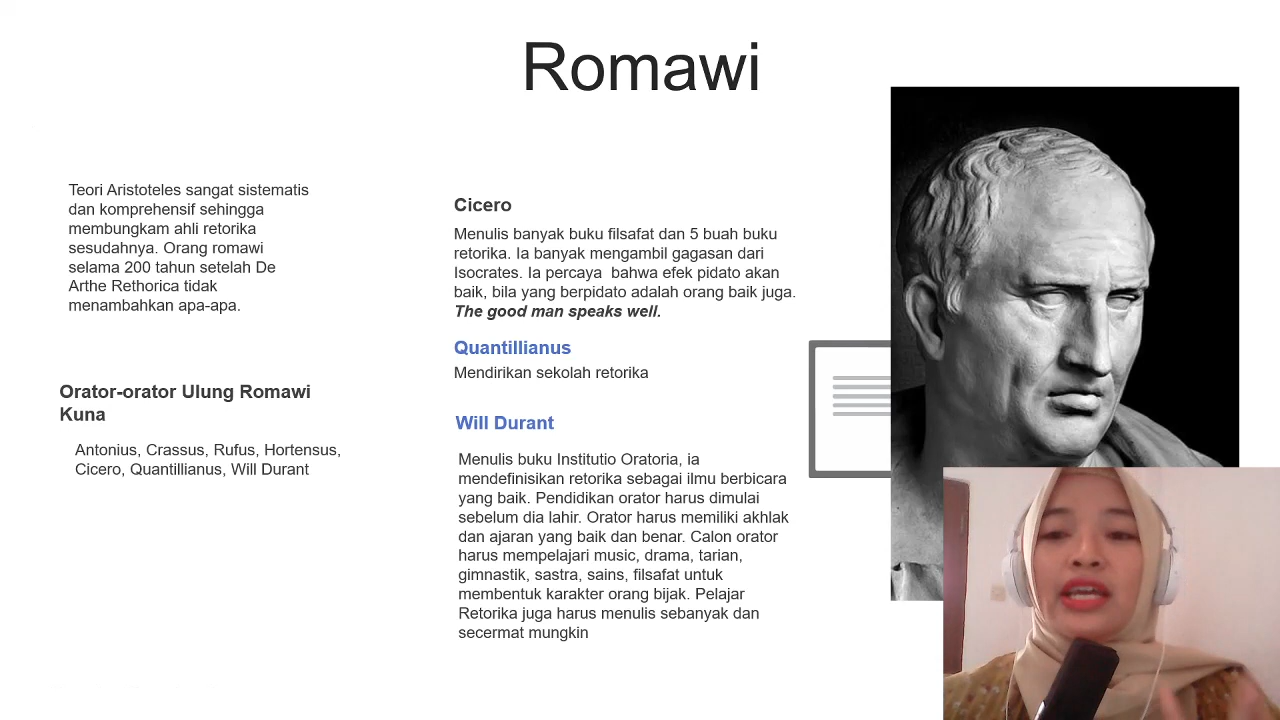 Romawi
Teori Aristoteles sangat sistematis
dan komprehensif sehingga
membungkam ahli retorika
sesudahnya. Orang romawi
selama 200 tahun setelah De
Arthe Rethorica tidak
menambahkan apa-apa.
Orator-orator Ulung Romawi
Kuna
Antonius, Crassus, Rufus, Hortensus,
Cicero, Quantillianus, Will Durant
Cicero
Menulis banyak buku filsafat dan 5 buah buku
retorika. Ia banyak mengambil gagasan dari
Isocrates. Ia percaya  bahwa efek pidato akan
baik, bila yang berpidato adalah orang baik juga.
The good man speaks well.
Quantillianus
Mendirikan sekolah retorika
Will Durant
Menulis buku Institutio Oratoria, ia
mendefinisikan retorika sebagai ilmu berbicara
yang baik. Pendidikan orator harus dimulai
sebelum dia lahir. Orator harus memiliki akhlak
dan ajaran yang baik dan benar. Calon orator
harus mempelajari music, drama, tarian,
gimnastik, sastra, sains, filsafat untuk
membentuk karakter orang bijak. Pelajar
Retorika juga harus menulis sebanyak dan
secermat mungkin